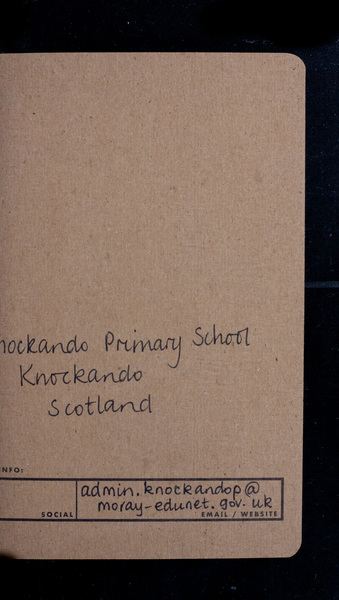 nockando Primary School
Knockando
Scotland
NFO:
admin.knockandop@
moray-edunet.gov.uk
SOCIAL
EMAIL / WEBSITE